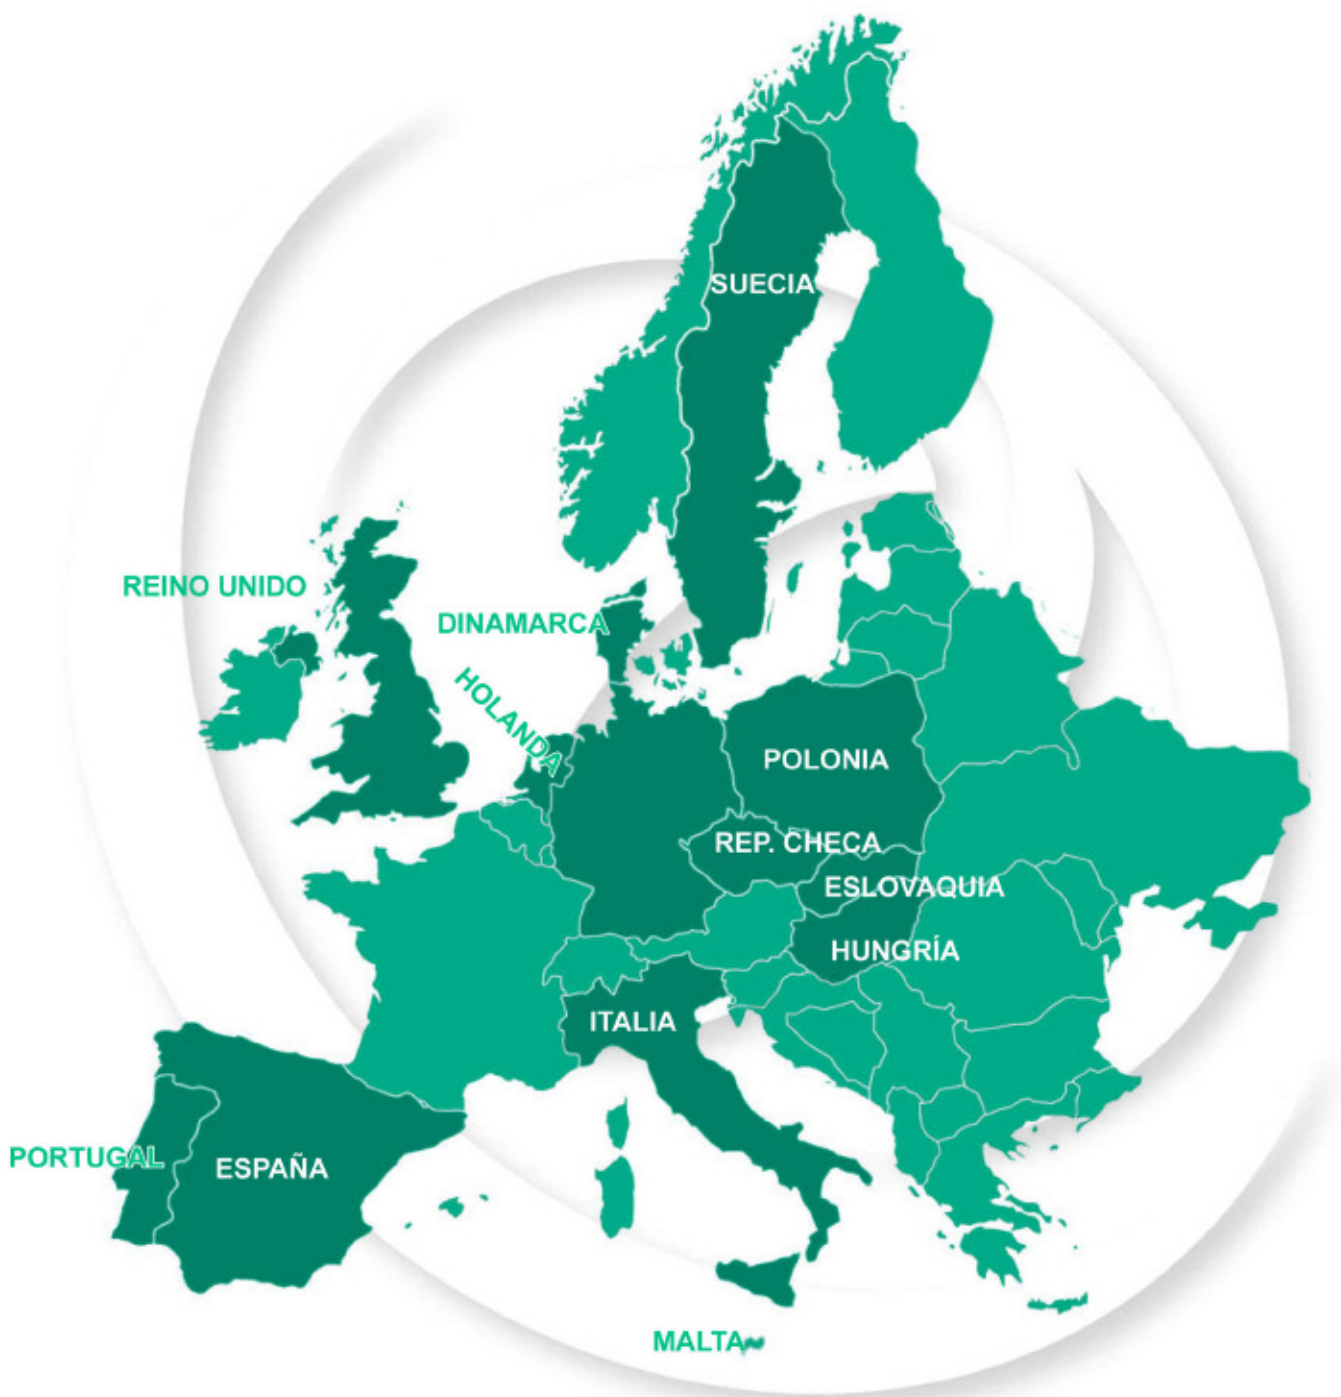 SUECIA
REINO UNIDO
DINAMARCA
HOLANDA
POLONIA
REP. CHECA
ESLOVAQUIA
HUNGRÍA
ITALIA
PORTUGAL
ESPAÑA
MALTA